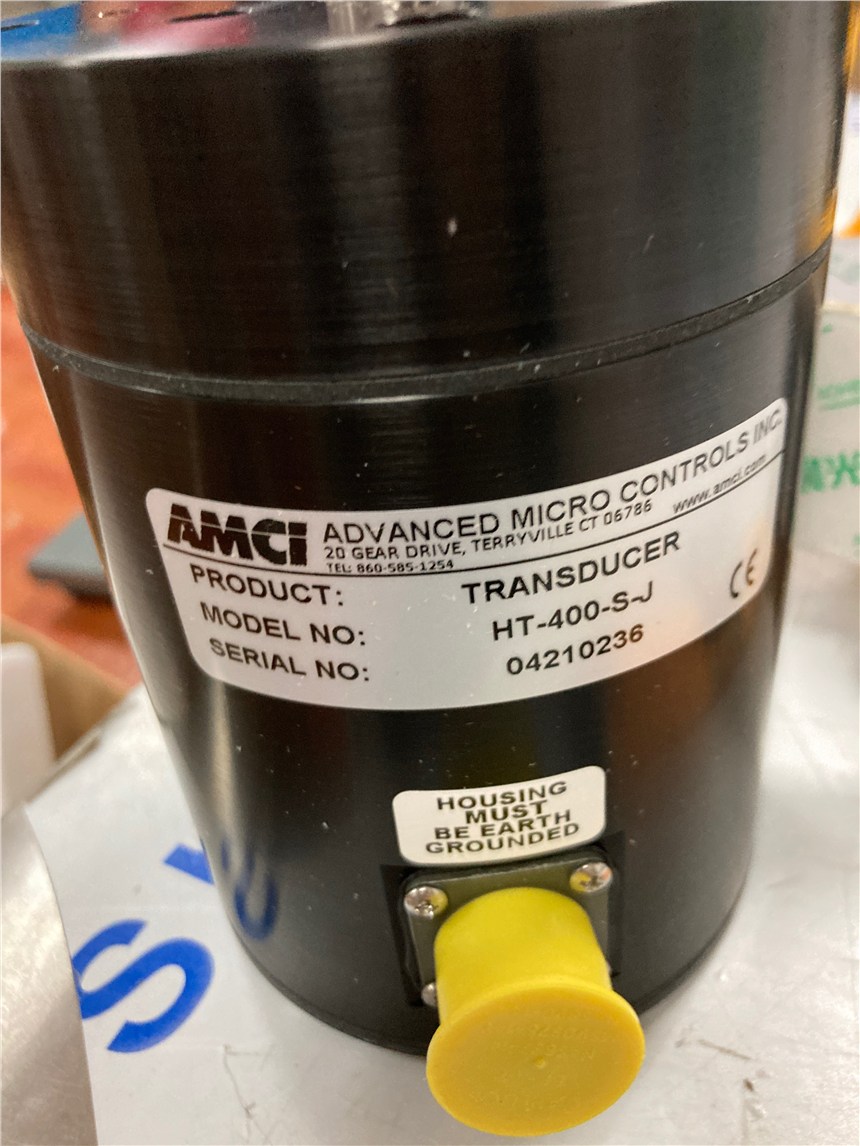 AMCI
ADVANCED MICRO CONTROLS INC.
20 GEAR DRIVE, TERRYVILLE CT 06786 www.amci.com
TEL: 860-585-1254
PRODUCT: TRANSDUCER
MODEL NO: HT-400-S-J
SERIAL NO: 04210236
CE
HOUSING
MUST
BE EARTH
GROUNDED